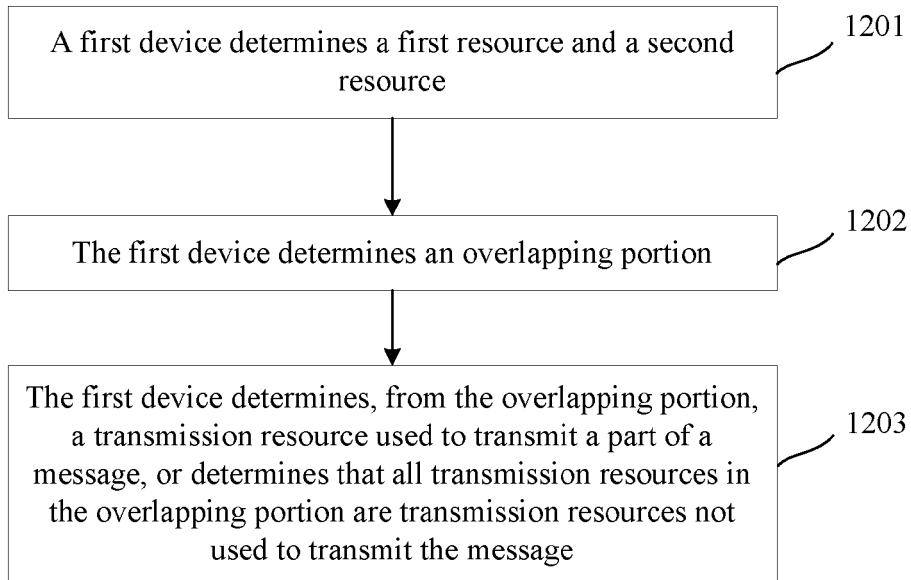 A first device determines a first resource and a second
resource
1201
The first device determines an overlapping portion
1202
The first device determines, from the overlapping portion,
a transmission resource used to transmit a part of a
message, or determines that all transmission resources in
the overlapping portion are transmission resources not
used to transmit the message
1203